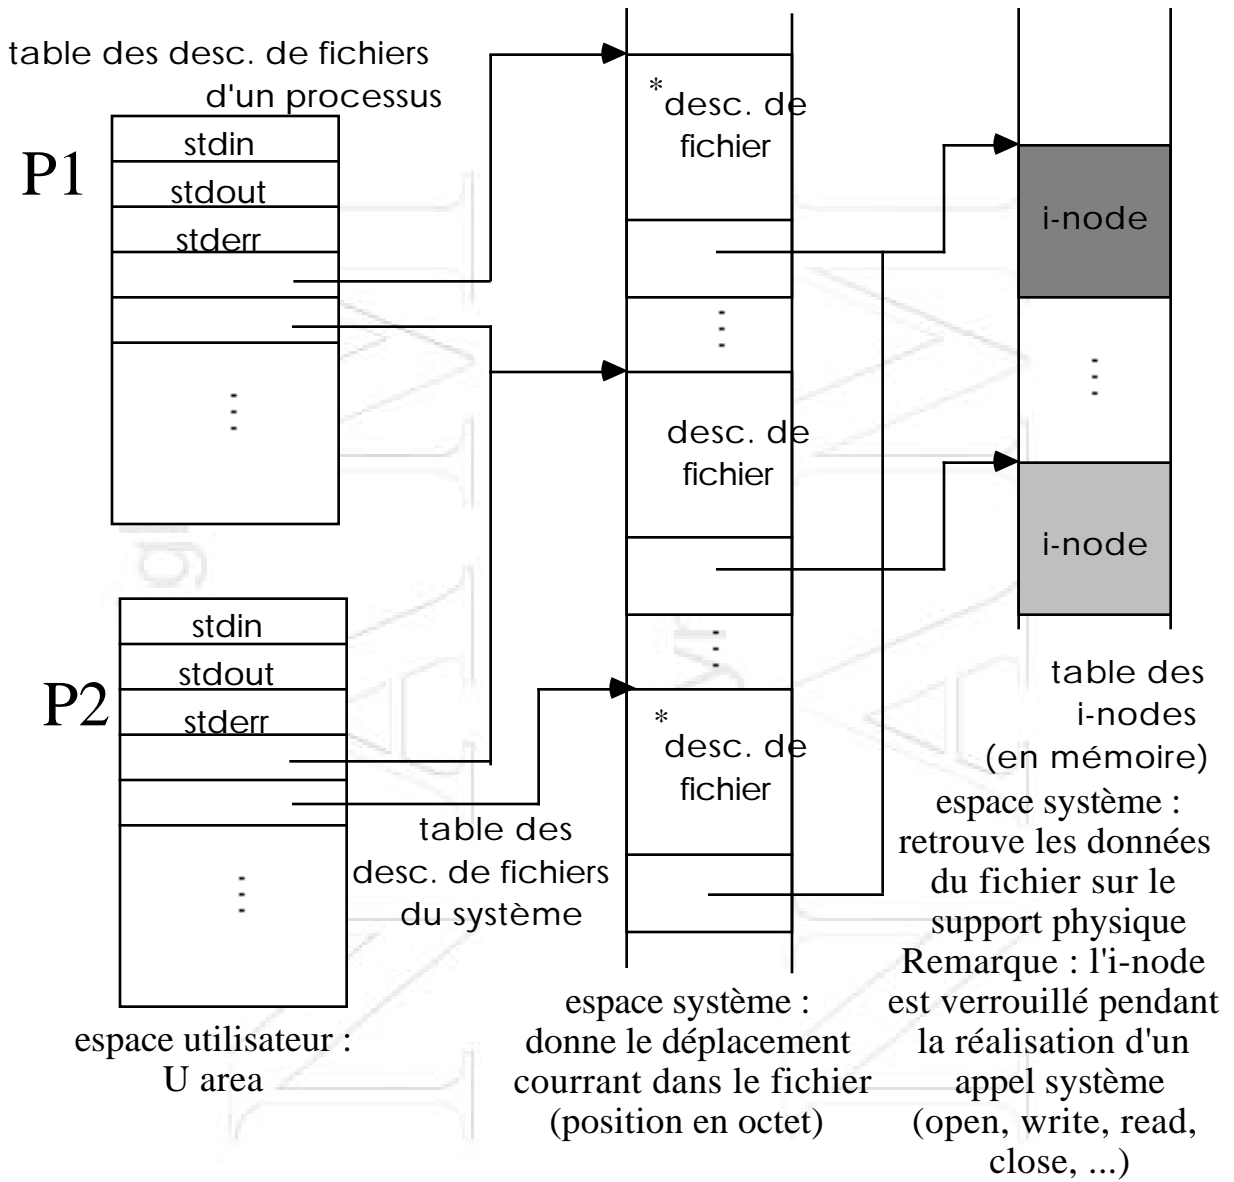 table des desc. de fichiers
d'un processus
P1
stdin
stdout
stderr
P2
stdin
stdout
stderr
espace utilisateur :
U area
*
desc. de
fichier
desc. de
fichier
*
desc. de
fichier
table des
desc. de fichiers
du système
espace système :
donne le déplacement
courrant dans le fichier
(position en octet)
i-node
i-node
table des
i-nodes
(en mémoire)
espace système :
retrouve les données
du fichier sur le
support physique
Remarque : l'i-node
est verrouillé pendant
la réalisation d'un
appel système
(open, write, read,
close, ...)